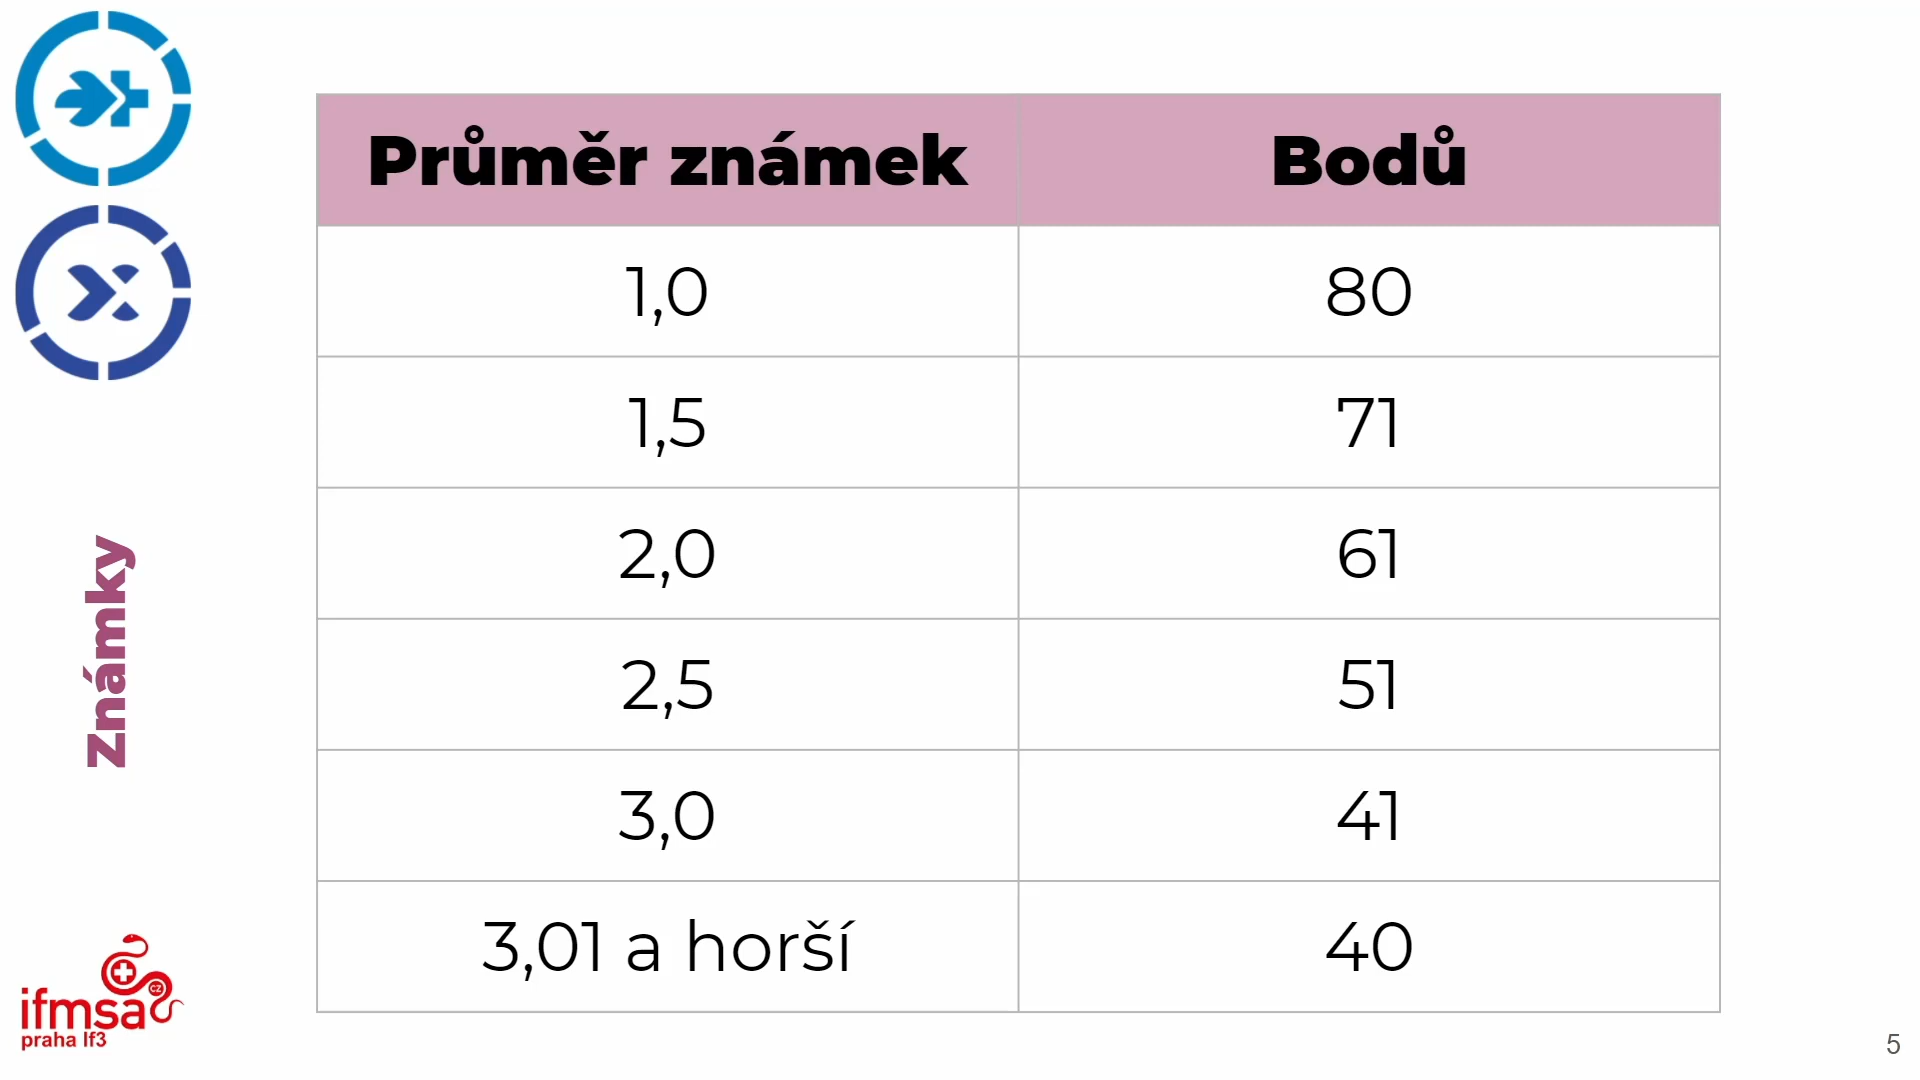 Průměr známek Bodů
1,0 80
1,5 71
2,0 61
2,5 51
3,0 41
3,01 a horší 40
Známky
ifmsa
CZ
praha lf3
5